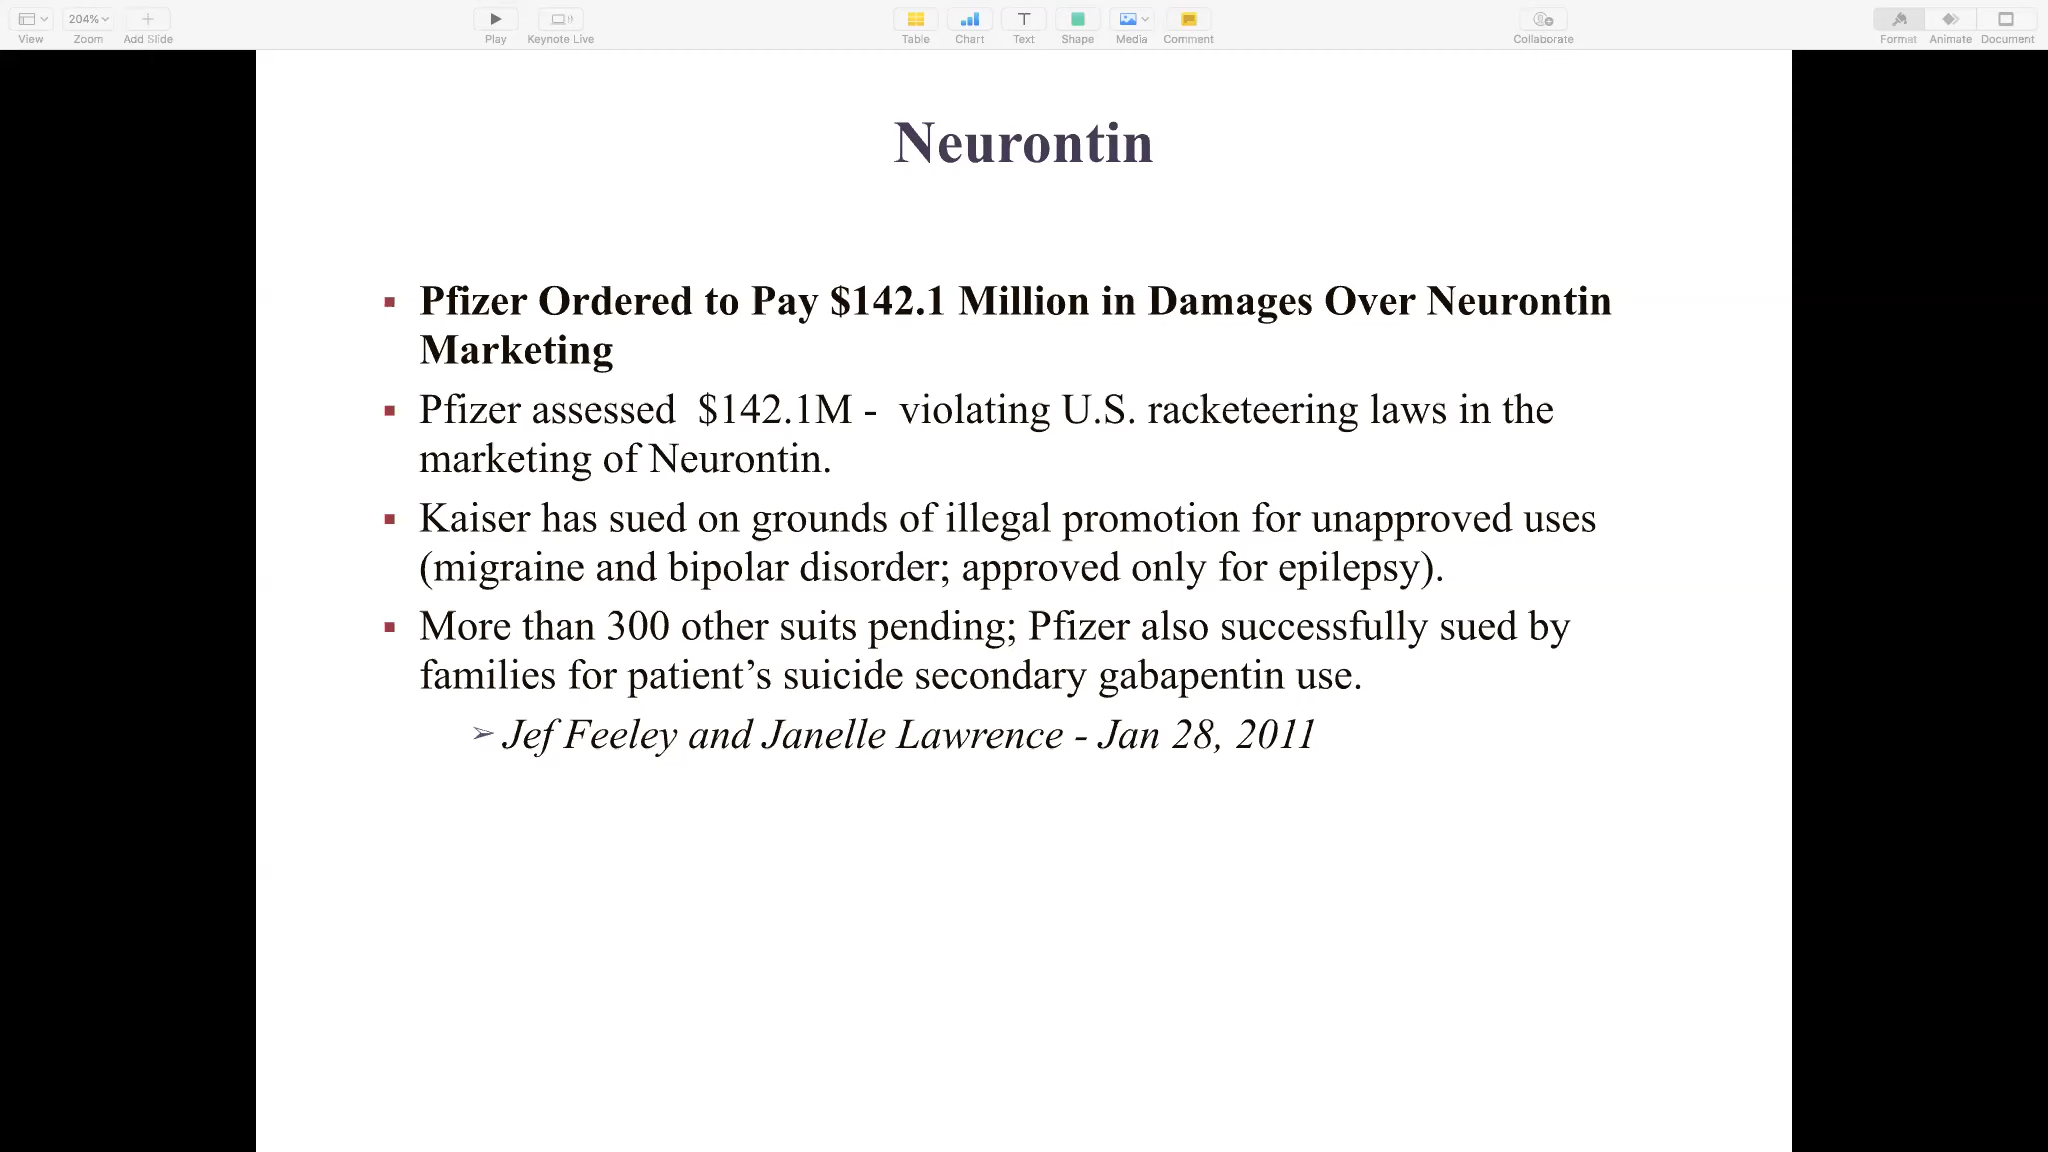 204%
View
Zoom
Add Slide
Play
Keynote Live
Table
Chart
Text
Shape
Media
Comment
Collaborate
Format
Animate
Document
Neurontin
Pfizer Ordered to Pay $142.1 Million in Damages Over Neurontin
Marketing
Pfizer assessed  $142.1M -  violating U.S. racketeering laws in the
marketing of Neurontin.
Kaiser has sued on grounds of illegal promotion for unapproved uses
(migraine and bipolar disorder; approved only for epilepsy).
More than 300 other suits pending; Pfizer also successfully sued by
families for patient’s suicide secondary gabapentin use.
Jef Feeley and Janelle Lawrence - Jan 28, 2011